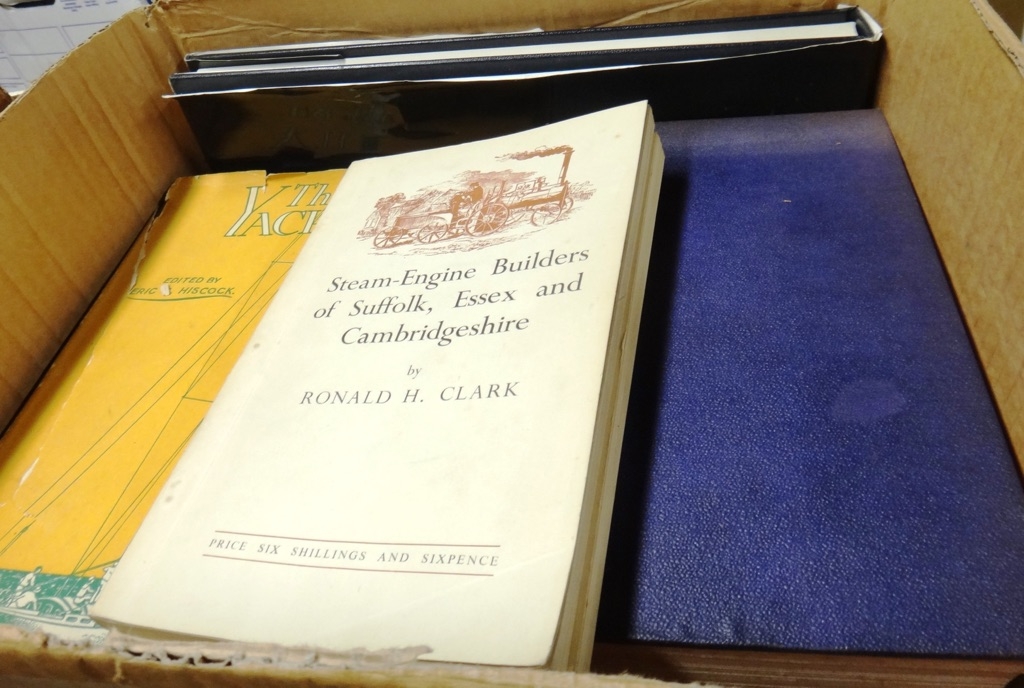 Steam-Engine Builders
of Suffolk, Essex and
Cambridgeshire
by
RONALD H. CLARK
PRICE SIX SHILLINGS AND SIXPENCE
EDITED BY
ERIC HISCOCK.